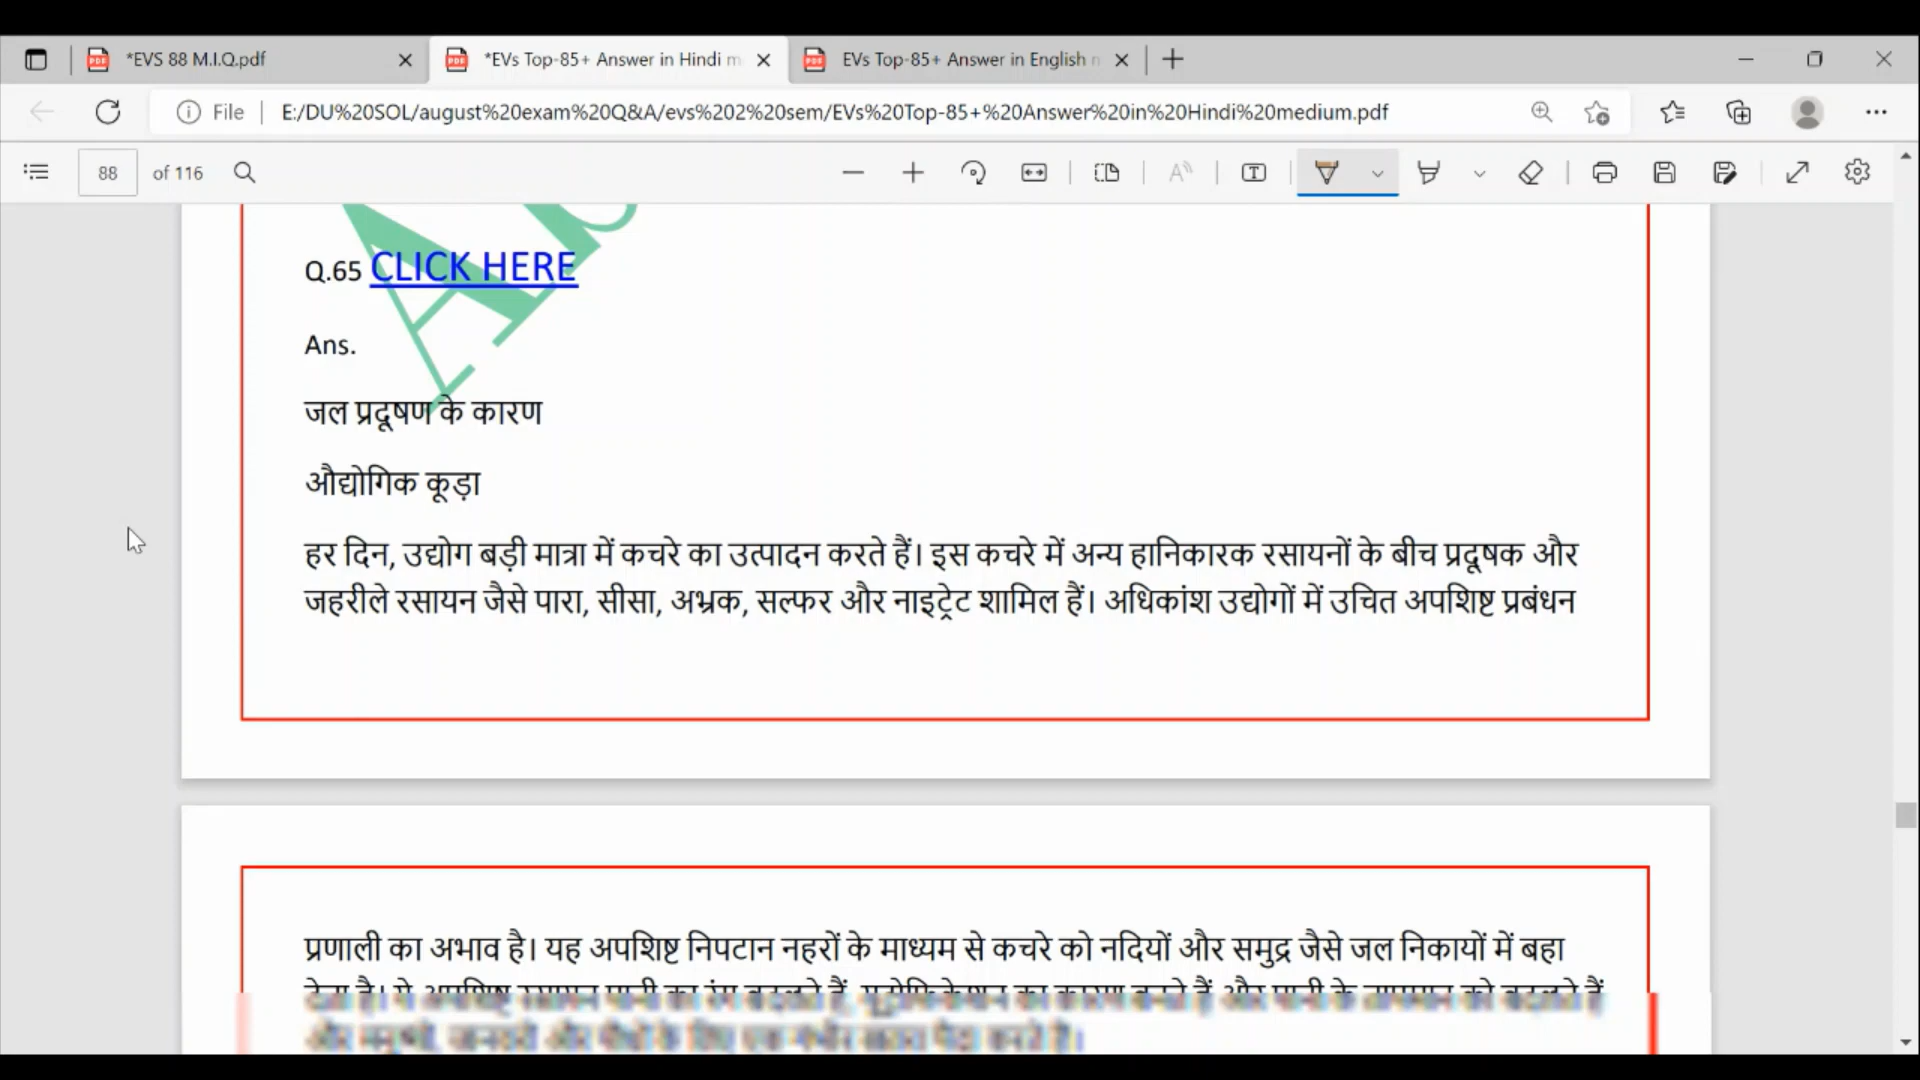 *EVS 88 M.I.Q.pdf
*EVs Top-85+ Answer in Hindi m
EVs Top-85+ Answer in English
File
E:/DU%20SOL/august%20exam%20Q&A/evs%202%20sem/EVs%20Top-85+%20Answer%20in%20Hindi%20medium.pdf
88 of 116
Q.65 CLICK HERE
Ans.
जल प्रदूषण के कारण
औद्योगिक कूड़ा
हर दिन, उद्योग बड़ी मात्रा में कचरे का उत्पादन करते हैं। इस कचरे में अन्य हानिकारक रसायनों के बीच प्रदूषक और
जहरीले रसायन जैसे पारा, सीसा, अभ्रक, सल्फर और नाइट्रेट शामिल हैं। अधिकांश उद्योगों में उचित अपशिष्ट प्रबंधन
प्रणाली का अभाव है। यह अपशिष्ट निपटान नहरों के माध्यम से कचरे को नदियों और समुद्र जैसे जल निकायों में बहा